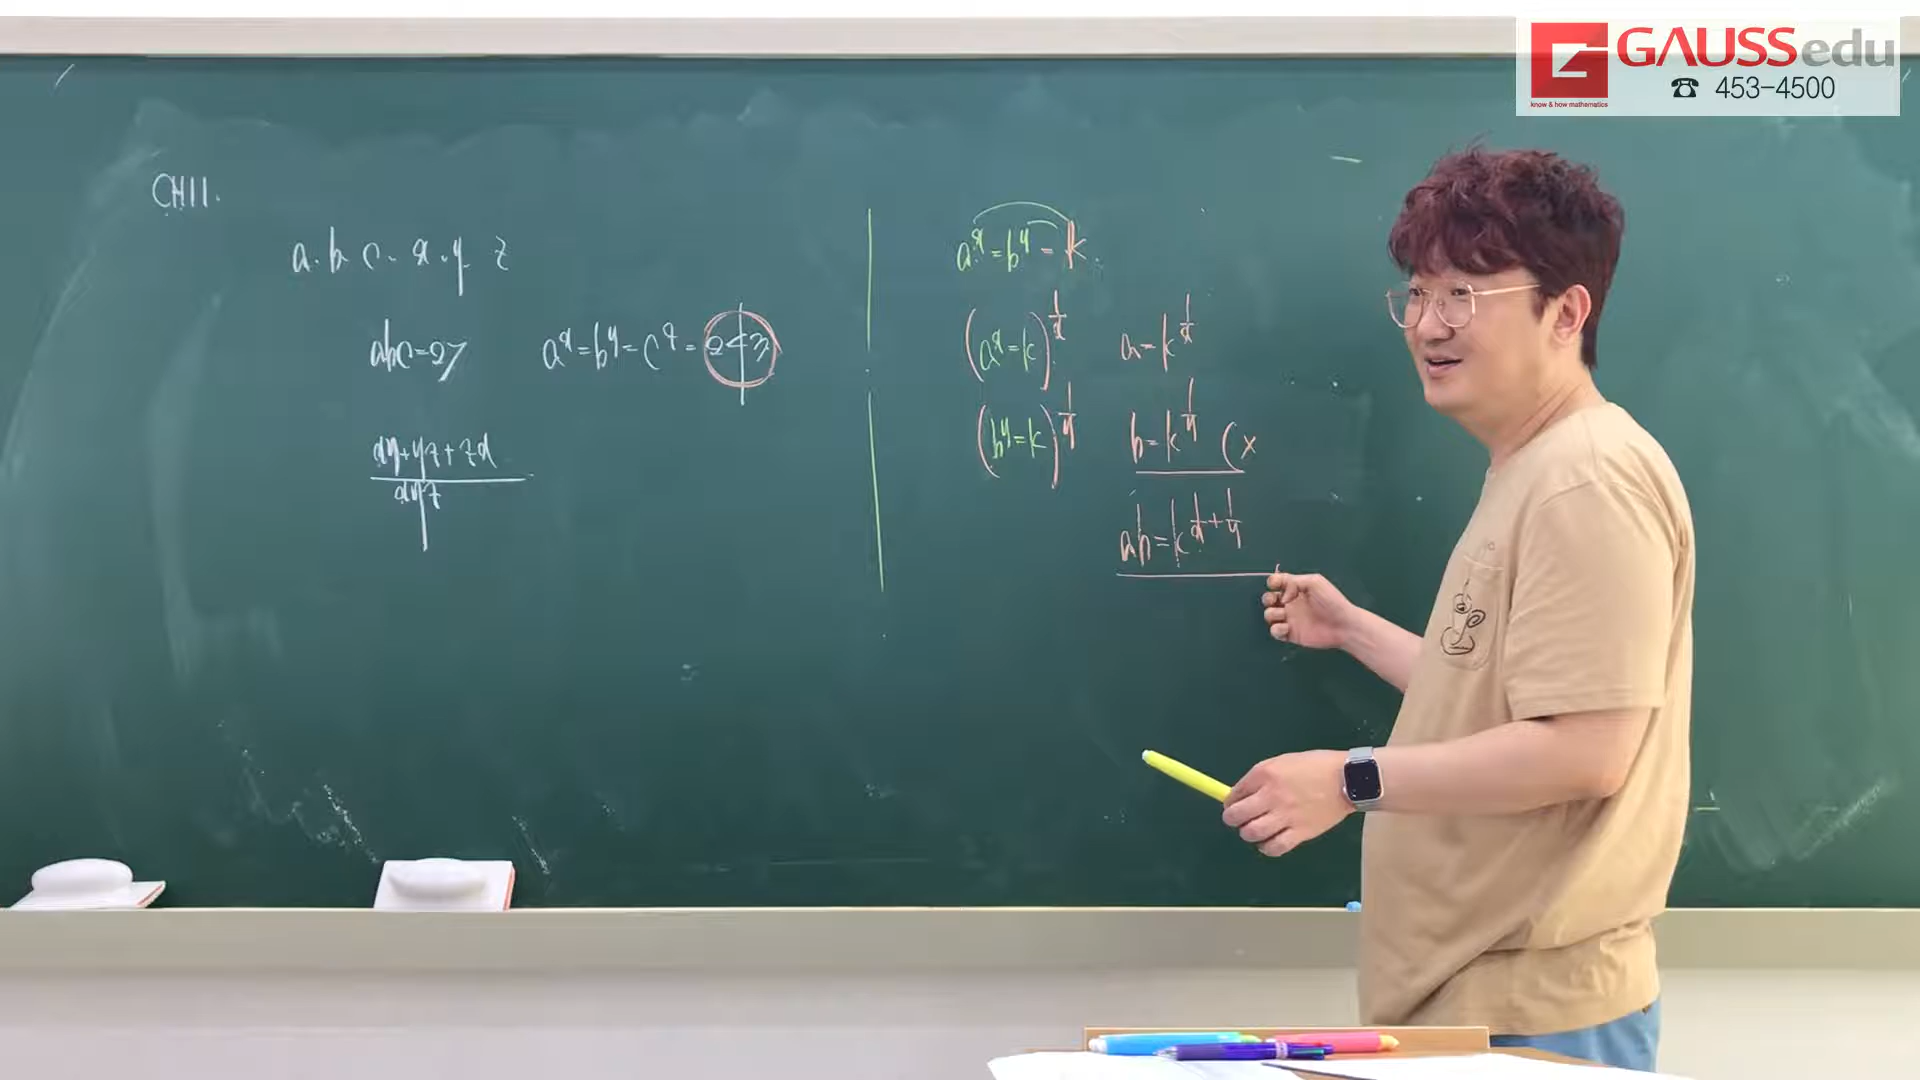 GAUSSedu
know & how mathematics
☎ 453-4500
CH11.
a. b c. x. y z
abc=27 a^x=b^y=c^z=243
xy+yz+zx
xyz
a^x=b^y=k.
(a^x=k)^1/x a=k^1/x
(b^y=k)^1/y b=k^1/y (x
ab=k^1/x+1/y